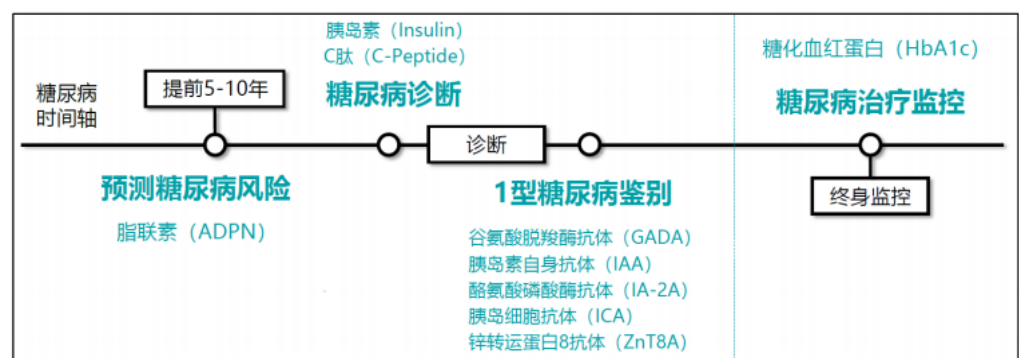 胰岛素（Insulin）
C肽（C-Peptide）
糖尿病诊断
糖化血红蛋白（HbA1c）
糖尿病治疗监控
糖尿病
时间轴
提前5-10年
诊断
终身监控
预测糖尿病风险
脂联素（ADPN）
1型糖尿病鉴别
谷氨酸脱羧酶抗体（GADA）
胰岛素自身抗体（IAA）
酪氨酸磷酸酶抗体（IA-2A）
胰岛细胞抗体（ICA）
锌转运蛋白8抗体（ZnT8A）